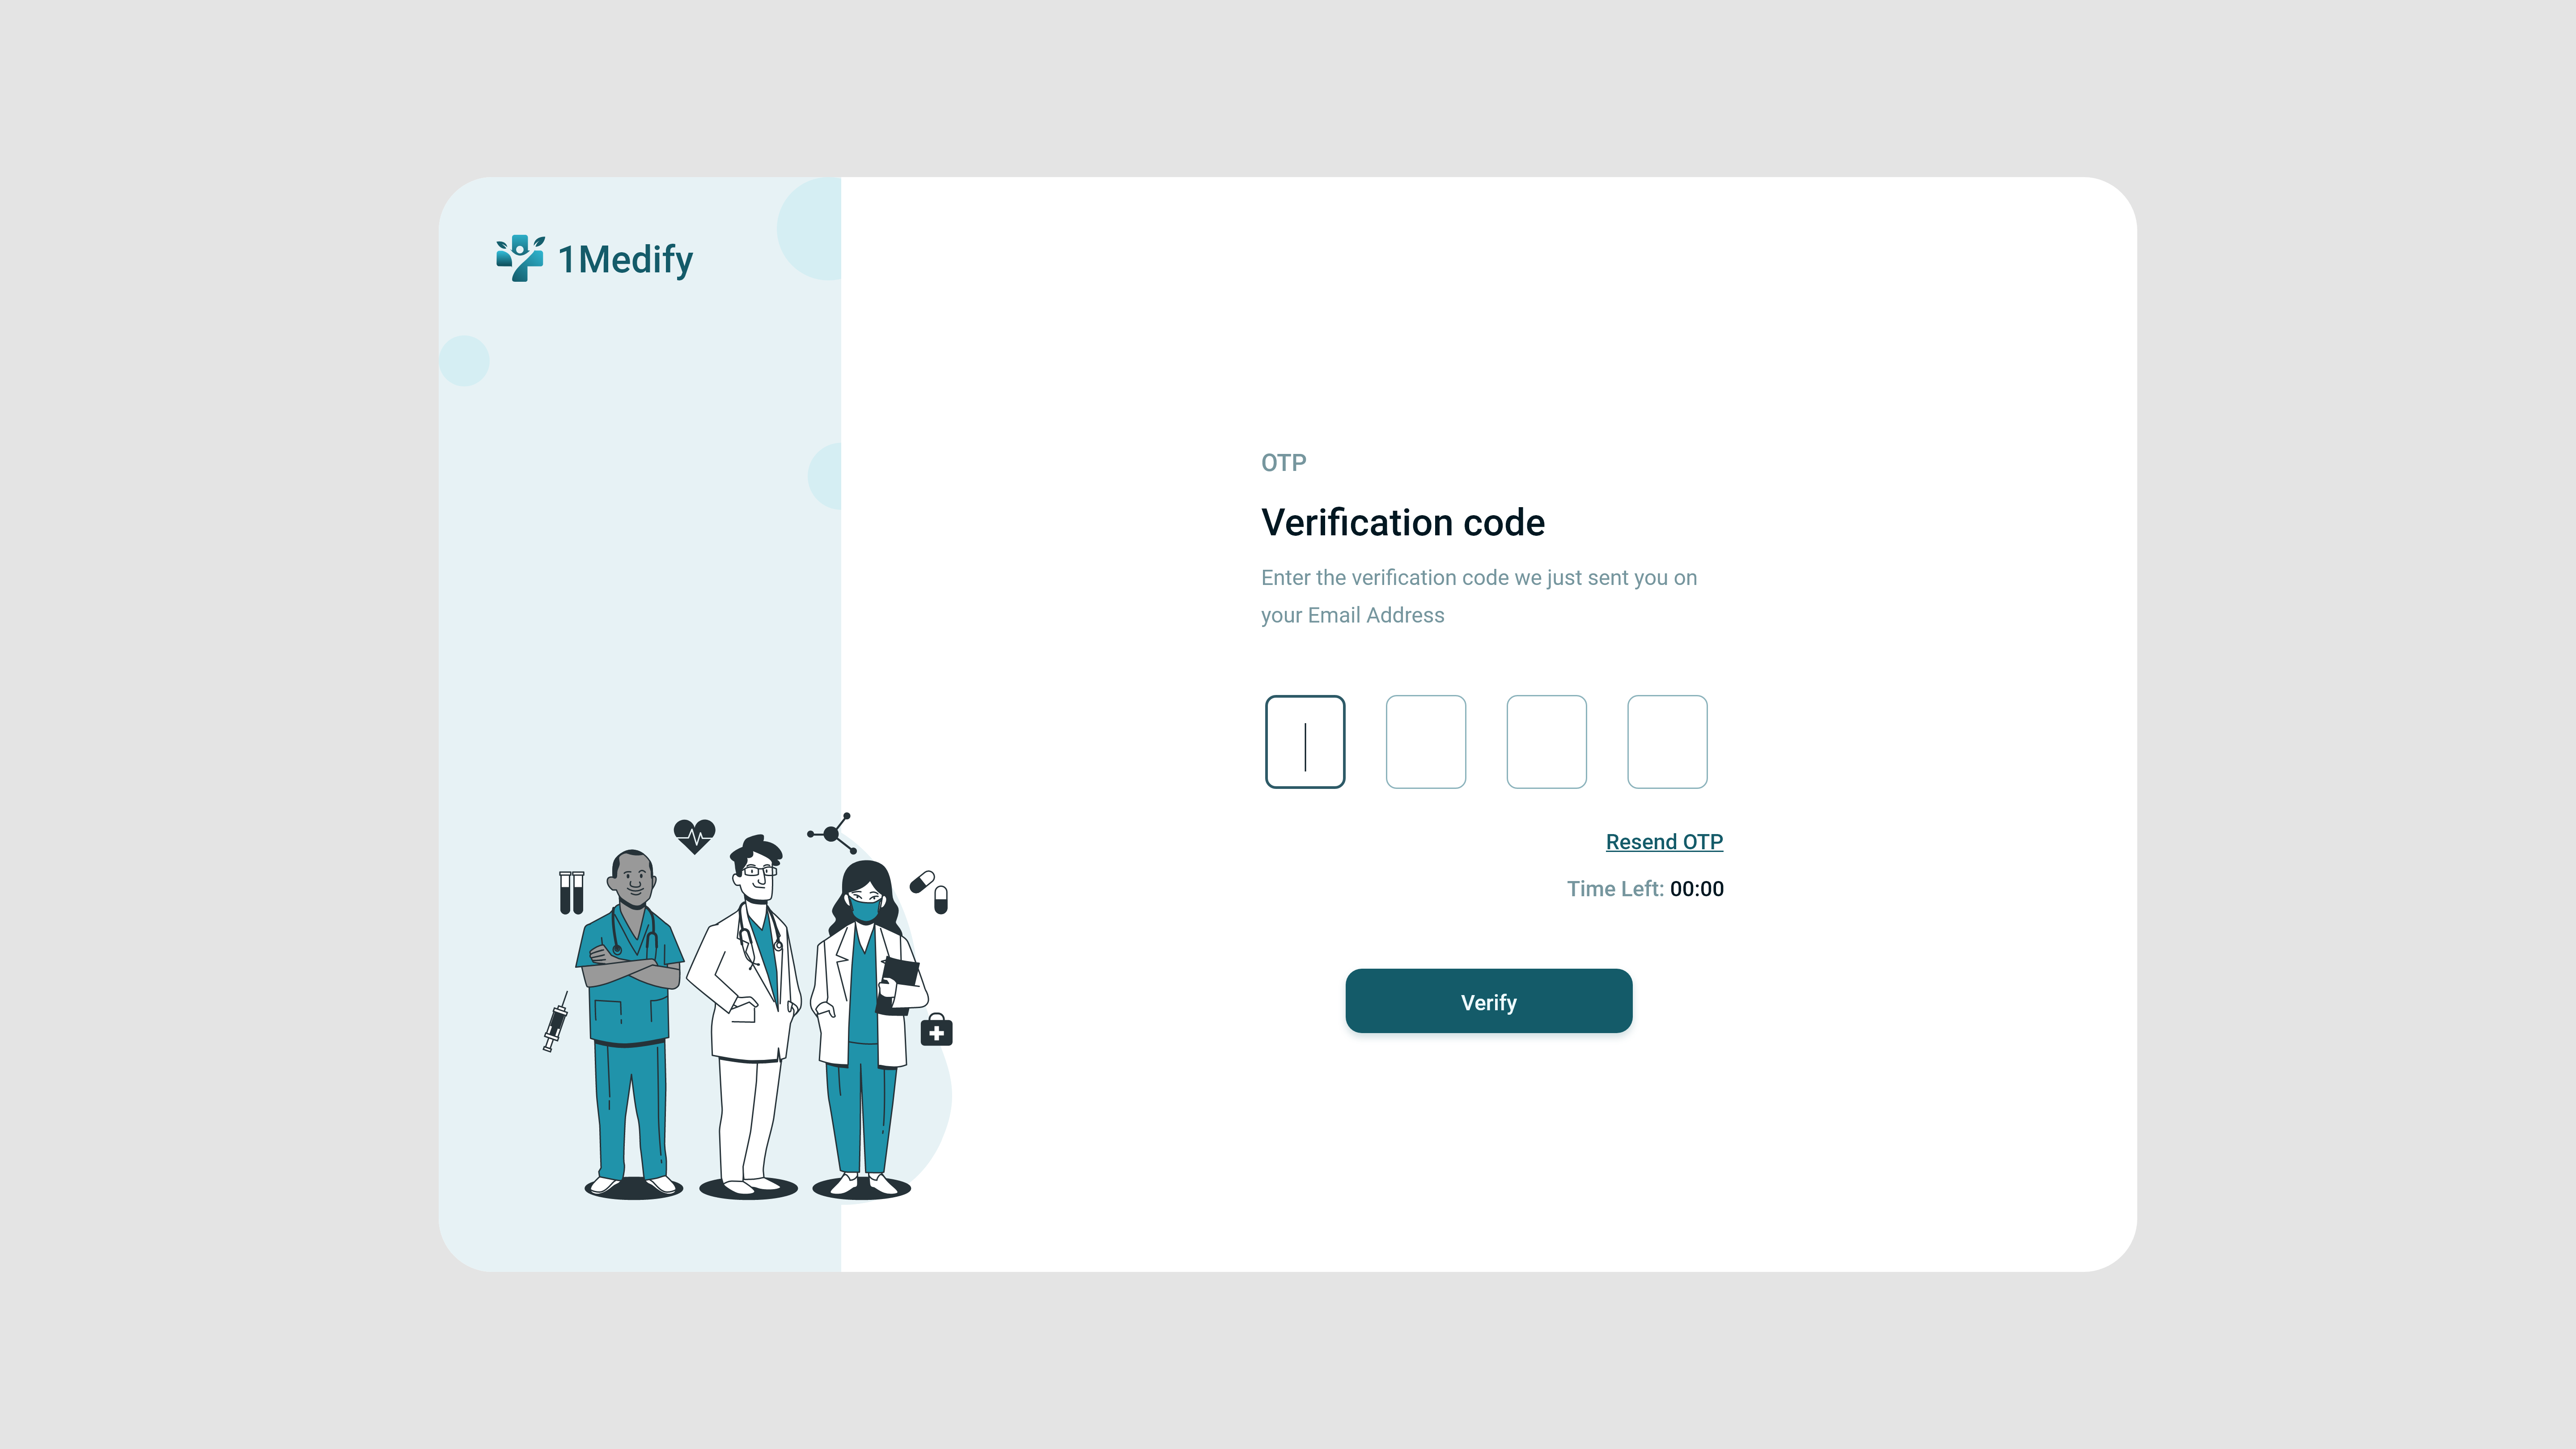 1Medify
OTP
Verification code
Enter the verification code we just sent you on
your Email Address
Resend OTP
Time Left: 00:00
Verify